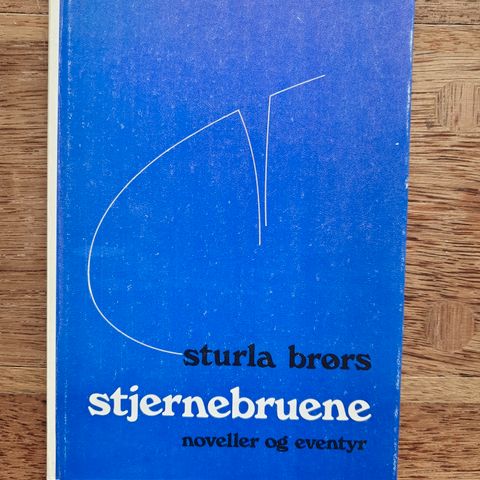 sturla brørs
stjernebruene
noveller og eventyr